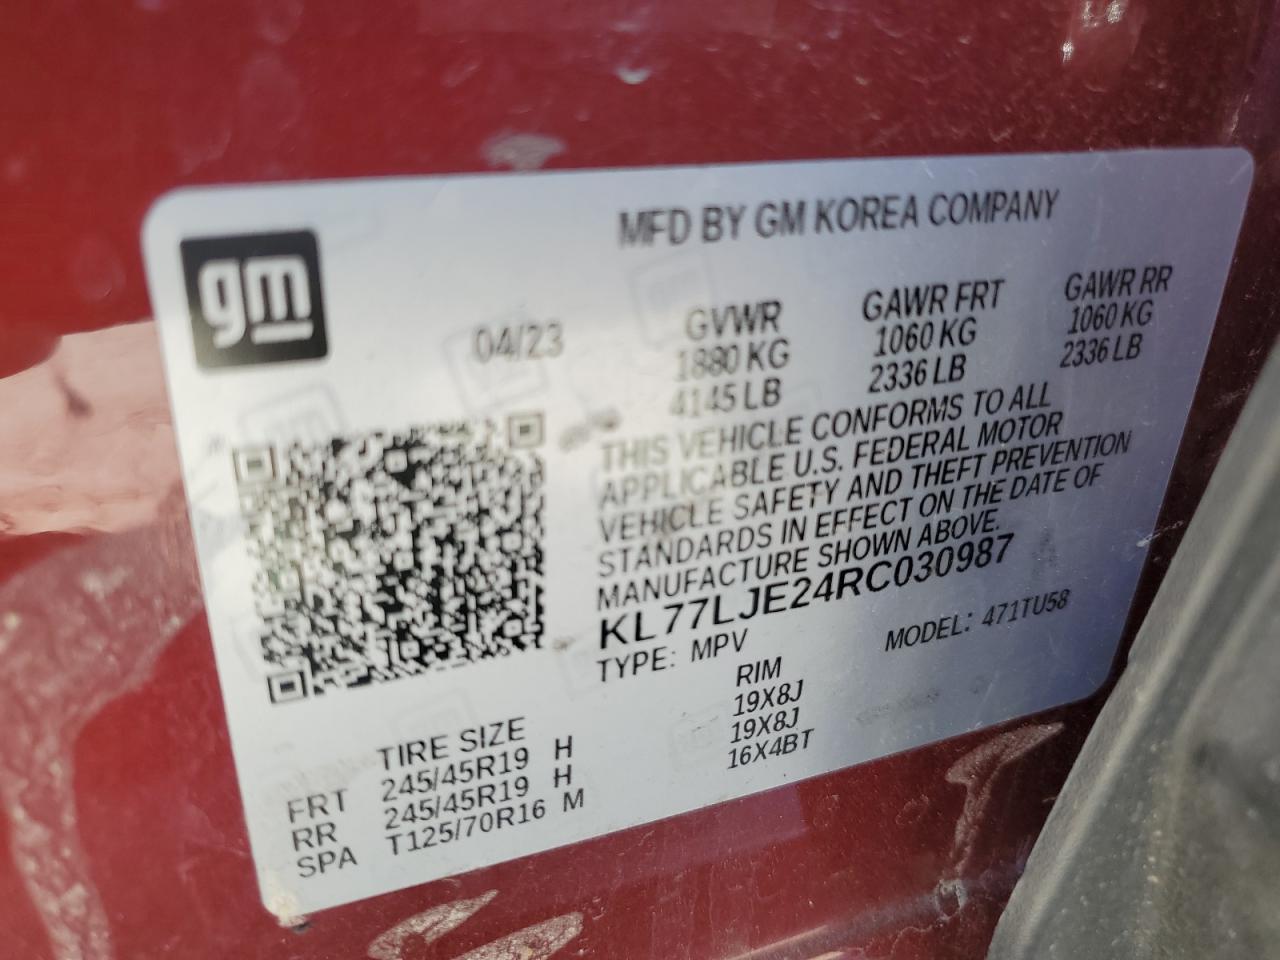 gm
MFD BY GM KOREA COMPANY
04/23
GVWR GAWR FRT GAWR RR
1880 KG 1060 KG 1060 KG
4145 LB 2336 LB 2336 LB
THIS VEHICLE CONFORMS TO ALL
APPLICABLE U.S. FEDERAL MOTOR
VEHICLE SAFETY AND THEFT PREVENTION
STANDARDS IN EFFECT ON THE DATE OF
MANUFACTURE SHOWN ABOVE.
KL77LJE24RC030987
TYPE: MPV MODEL: 471TU58
TIRE SIZE RIM
FRT 245/45R19 H 19X8J
RR 245/45R19 H 19X8J
SPA T125/70R16 M 16X4BT